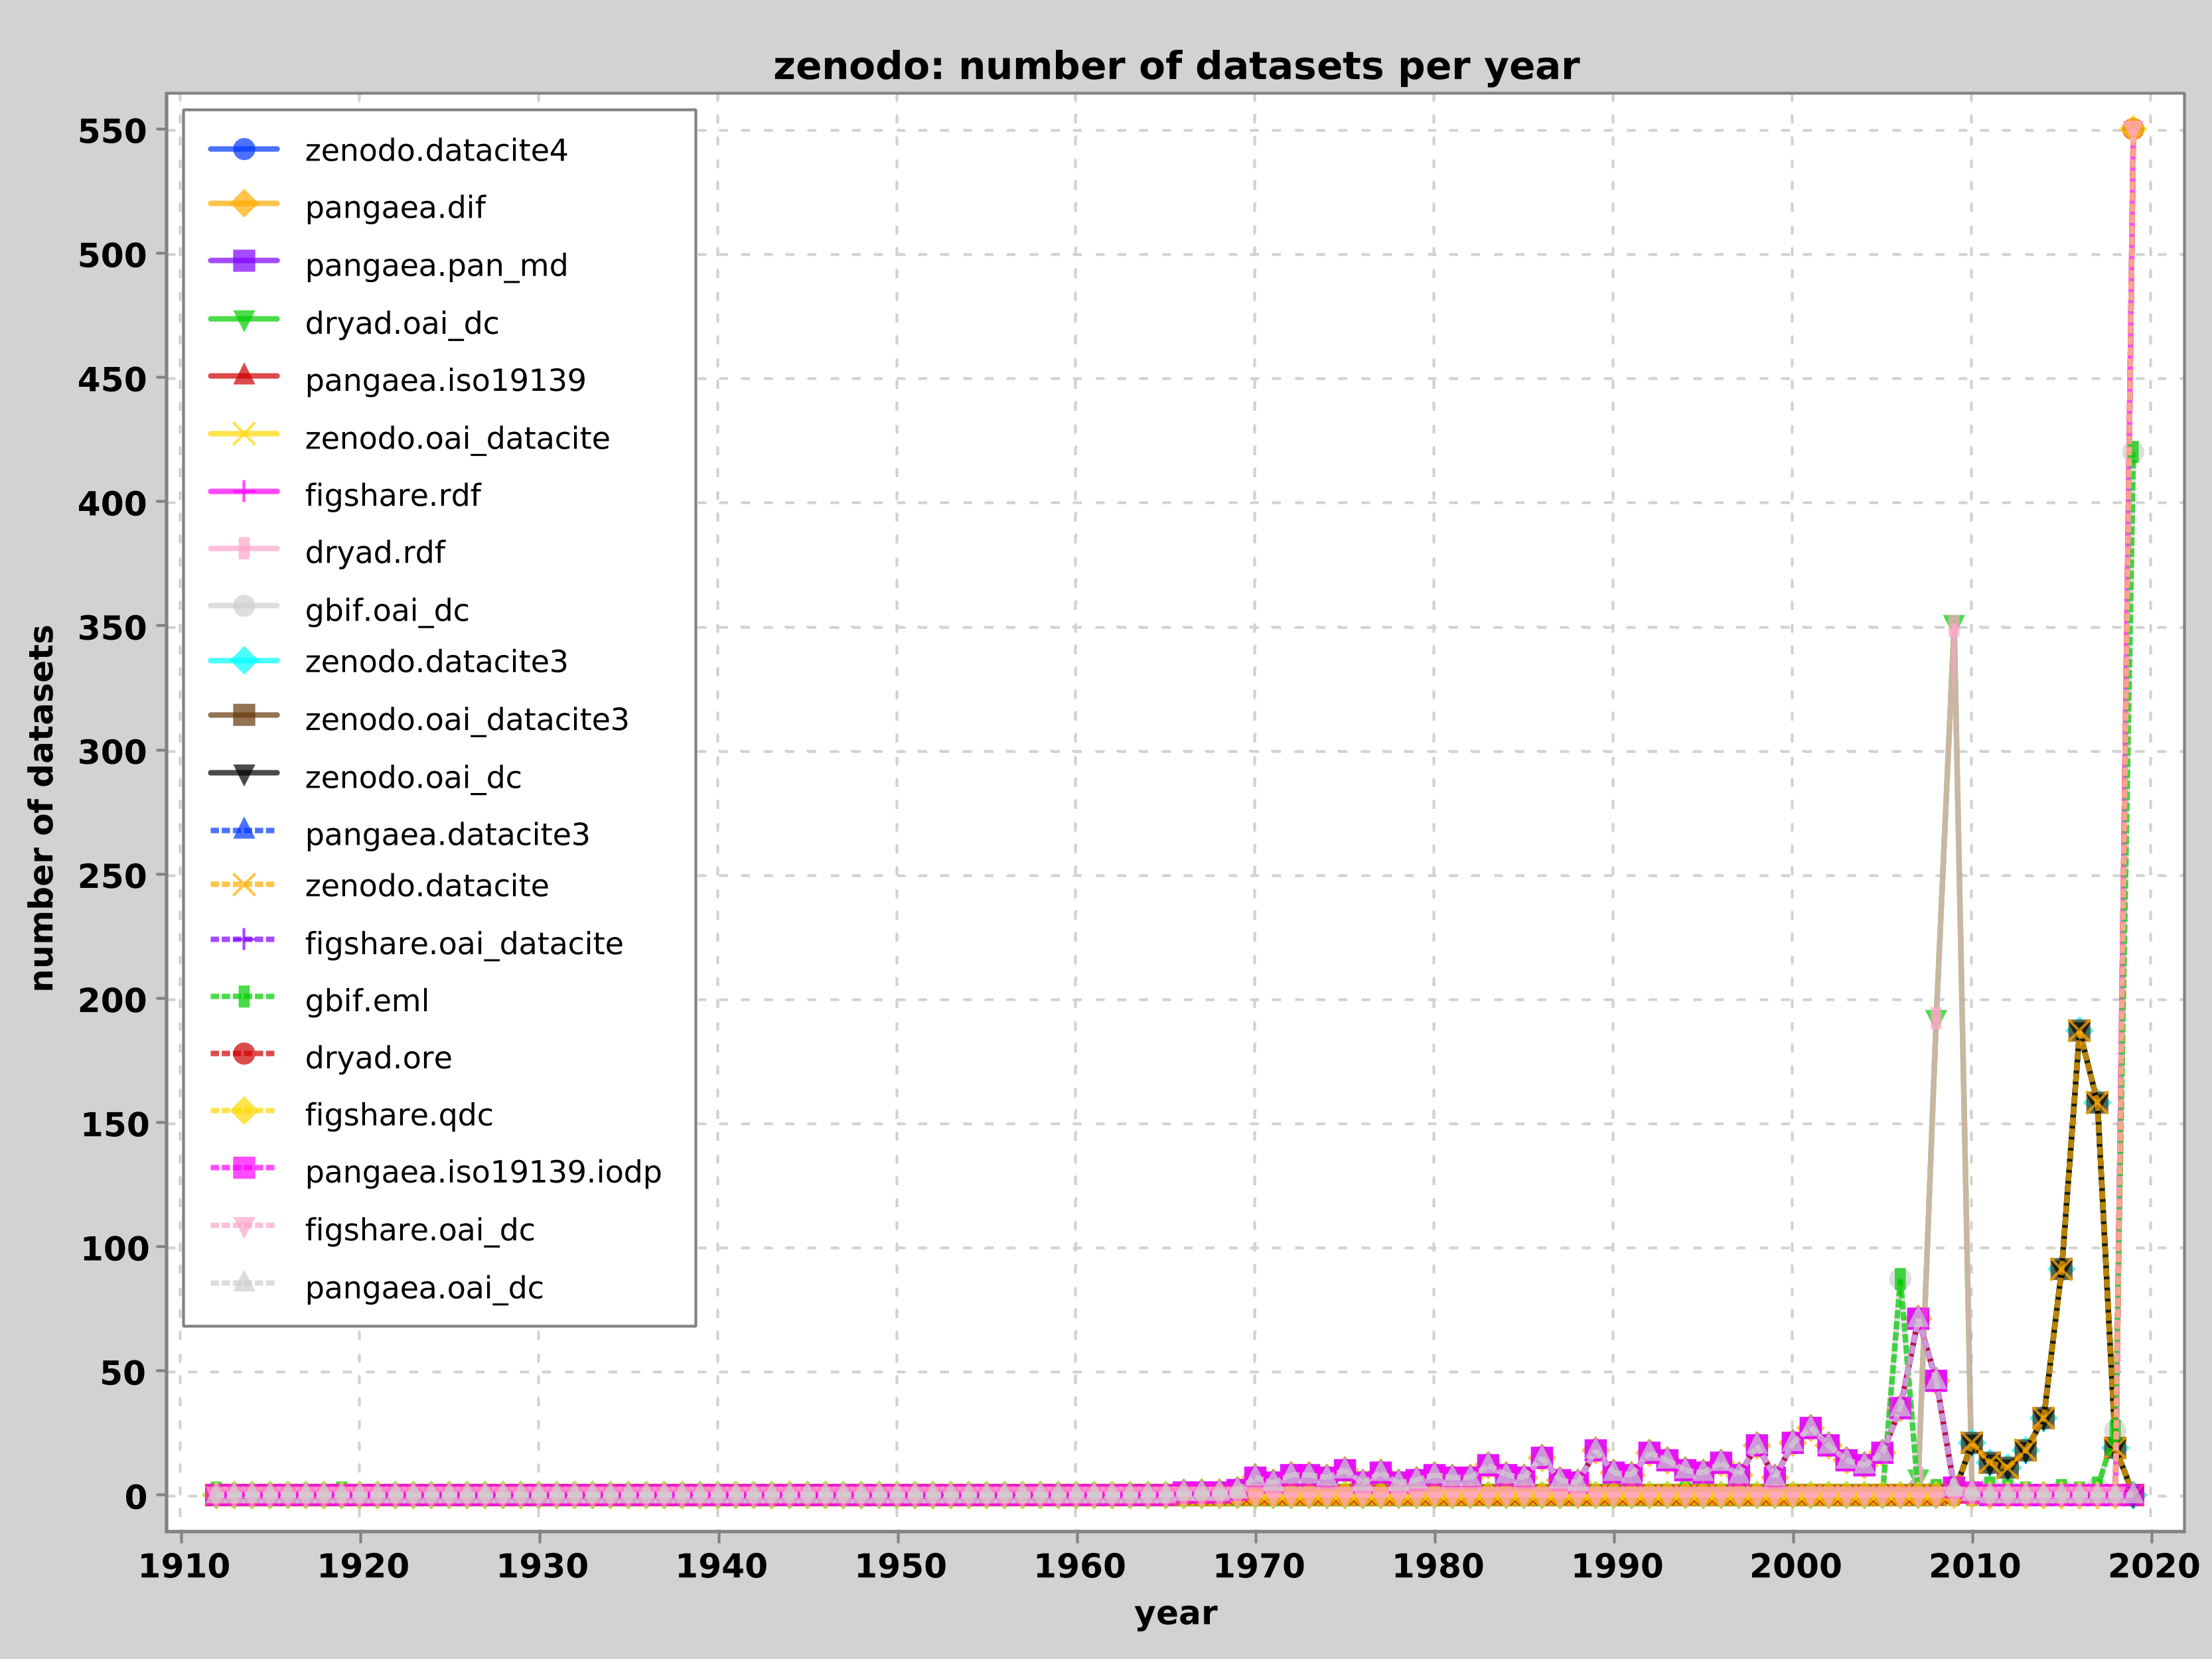 zenodo: number of datasets per year
550
500
450
400
350
300
250
200
150
100
50
0
number of datasets
zenodo.datacite4
pangaea.dif
pangaea.pan_md
dryad.oai_dc
pangaea.iso19139
zenodo.oai_datacite
figshare.rdf
dryad.rdf
gbif.oai_dc
zenodo.datacite3
zenodo.oai_datacite3
zenodo.oai_dc
pangaea.datacite3
zenodo.datacite
figshare.oai_datacite
gbif.eml
dryad.ore
figshare.qdc
pangaea.iso19139.iodp
figshare.oai_dc
pangaea.oai_dc
1910 1920 1930 1940 1950 1960 1970 1980 1990 2000 2010 2020
year